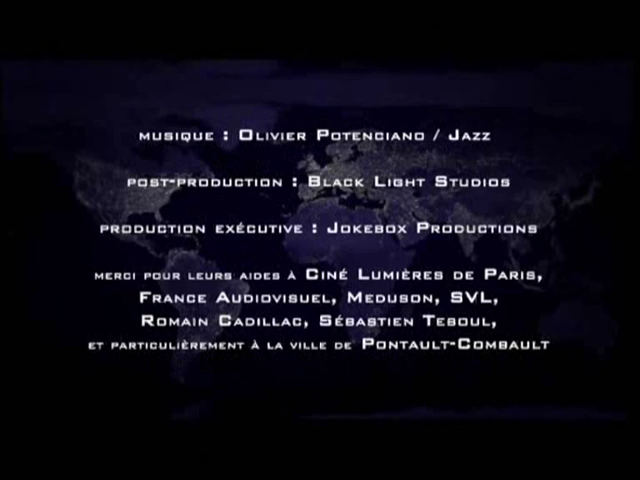 musique : Olivier Potenciano / Jazz
post-production : Black Light Studios
production exécutive : Jokebox Productions
merci pour leurs aides à Ciné Lumières de Paris,
France Audiovisuel, Meduson, SVL,
Romain Cadillac, Sébastien Teboul,
et particulièrement à la ville de Pontault-Combault